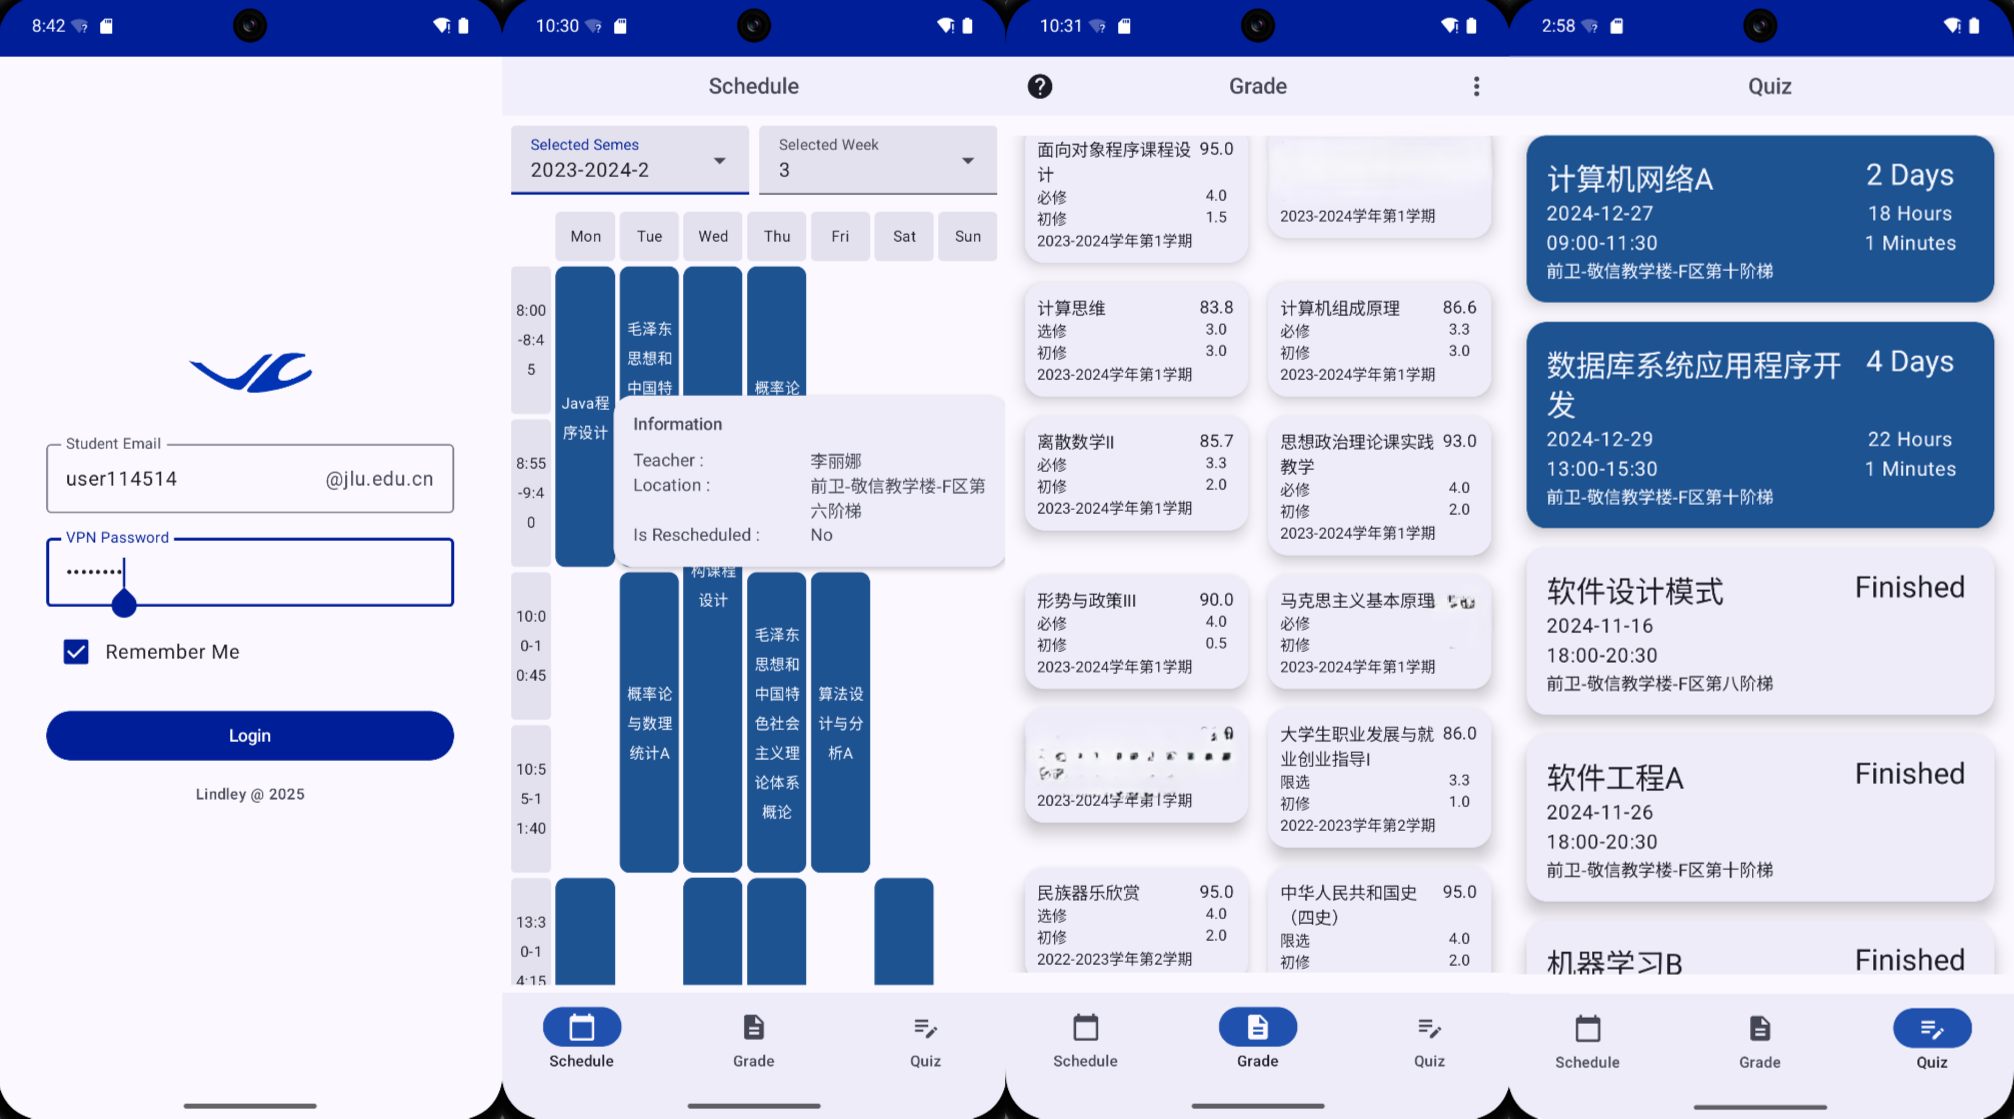 8:42
Student Email
user114514
@jlu.edu.cn
VPN Password
••••••••
Remember Me
Login
Lindley @ 2025
10:30
Schedule
Selected Semes
2023-2024-2
Selected Week
3
Mon
Tue
Wed
Thu
Fri
Sat
Sun
8:00
-8:4
5
8:55
-9:4
0
10:0
0-1
0:45
10:5
5-1
1:40
13:3
0-1
4:15
Java程
序设计
毛泽东
思想和
中国特
概率论
Information
Teacher :
李丽娜
Location :
前卫-敬信教学楼-F区第
六阶梯
Is Rescheduled :
No
构课程
设计
概率论
与数理
统计A
毛泽东
思想和
中国特
色社会
主义理
论体系
概论
算法设
计与分
析A
Schedule
Grade
Quiz
10:31
Grade
面向对象程序课程设
计
95.0
必修
4.0
初修
1.5
2023-2024学年第1学期
2023-2024学年第1学期
计算思维
83.8
选修
3.0
初修
3.0
2023-2024学年第1学期
计算机组成原理
86.6
必修
3.3
初修
3.0
2023-2024学年第1学期
离散数学II
85.7
必修
3.3
初修
2.0
2023-2024学年第1学期
思想政治理论课实践
教学
93.0
必修
4.0
初修
2.0
2023-2024学年第1学期
形势与政策III
90.0
必修
4.0
初修
0.5
2023-2024学年第1学期
马克思主义基本原理
必修
初修
2023-2024学年第1学期
2023-2024学年第1学期
大学生职业发展与就
业创业指导I
86.0
限选
3.3
初修
1.0
2022-2023学年第2学期
民族器乐欣赏
95.0
选修
4.0
初修
2.0
2022-2023学年第2学期
中华人民共和国史
（四史）
95.0
限选
4.0
初修
2.0
Schedule
Grade
Quiz
2:58
Quiz
计算机网络A
2 Days
2024-12-27
18 Hours
09:00-11:30
1 Minutes
前卫-敬信教学楼-F区第十阶梯
数据库系统应用程序开
发
4 Days
2024-12-29
22 Hours
13:00-15:30
1 Minutes
前卫-敬信教学楼-F区第十阶梯
软件设计模式
Finished
2024-11-16
18:00-20:30
前卫-敬信教学楼-F区第八阶梯
软件工程A
Finished
2024-11-26
18:00-20:30
前卫-敬信教学楼-F区第十阶梯
机器学习B
Finished
Schedule
Grade
Quiz